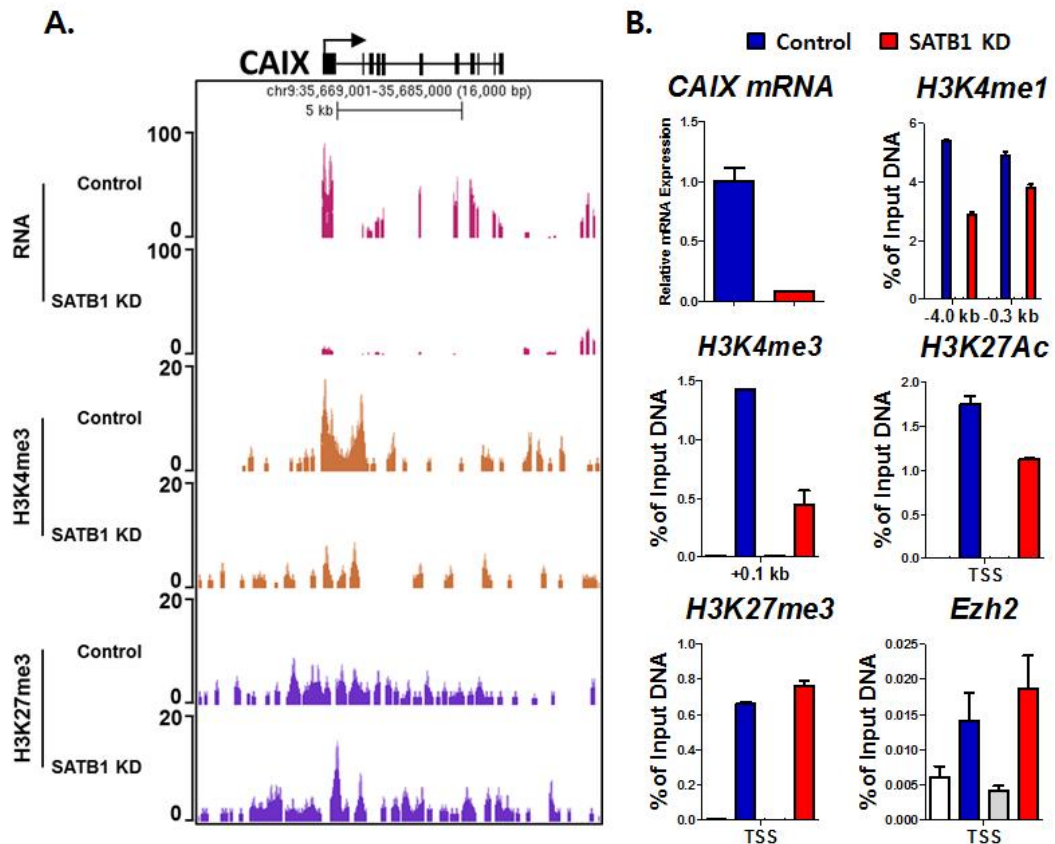 A.
CAIX
chr9:35,669,001-35,685,000 (16,000 bp)
5 kb
RNA
Control
100
0
SATB1 KD
100
0
H3K4me3
Control
20
0
SATB1 KD
20
0
H3K27me3
Control
20
0
SATB1 KD
20
0
B.
Control SATB1 KD
CAIX mRNA
Relative mRNA Expression
1.5
1.0
0.5
0.0
H3K4me1
%of Input DNA
6
4
2
0
-4.0 kb -0.3 kb
H3K4me3
%of Input DNA
1.5
1.0
0.5
0.0
+0.1 kb
H3K27Ac
%of Input DNA
2.0
1.5
1.0
0.5
0.0
TSS
H3K27me3
%of Input DNA
1.0
0.8
0.6
0.4
0.2
0.0
TSS
Ezh2
%of Input DNA
0.025
0.020
0.015
0.010
0.005
0.000
TSS